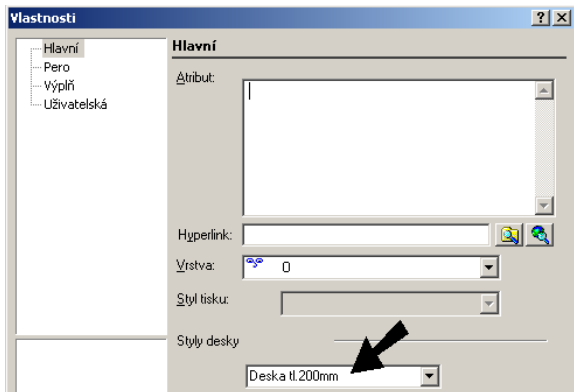 Vlastnosti
Hlavní
Pero
Výplň
Uživatelská
Hlavní
Atribut:
Hyperlink:
Vrstva:
0
Styl tisku:
Styly desky
Deska tl.200mm